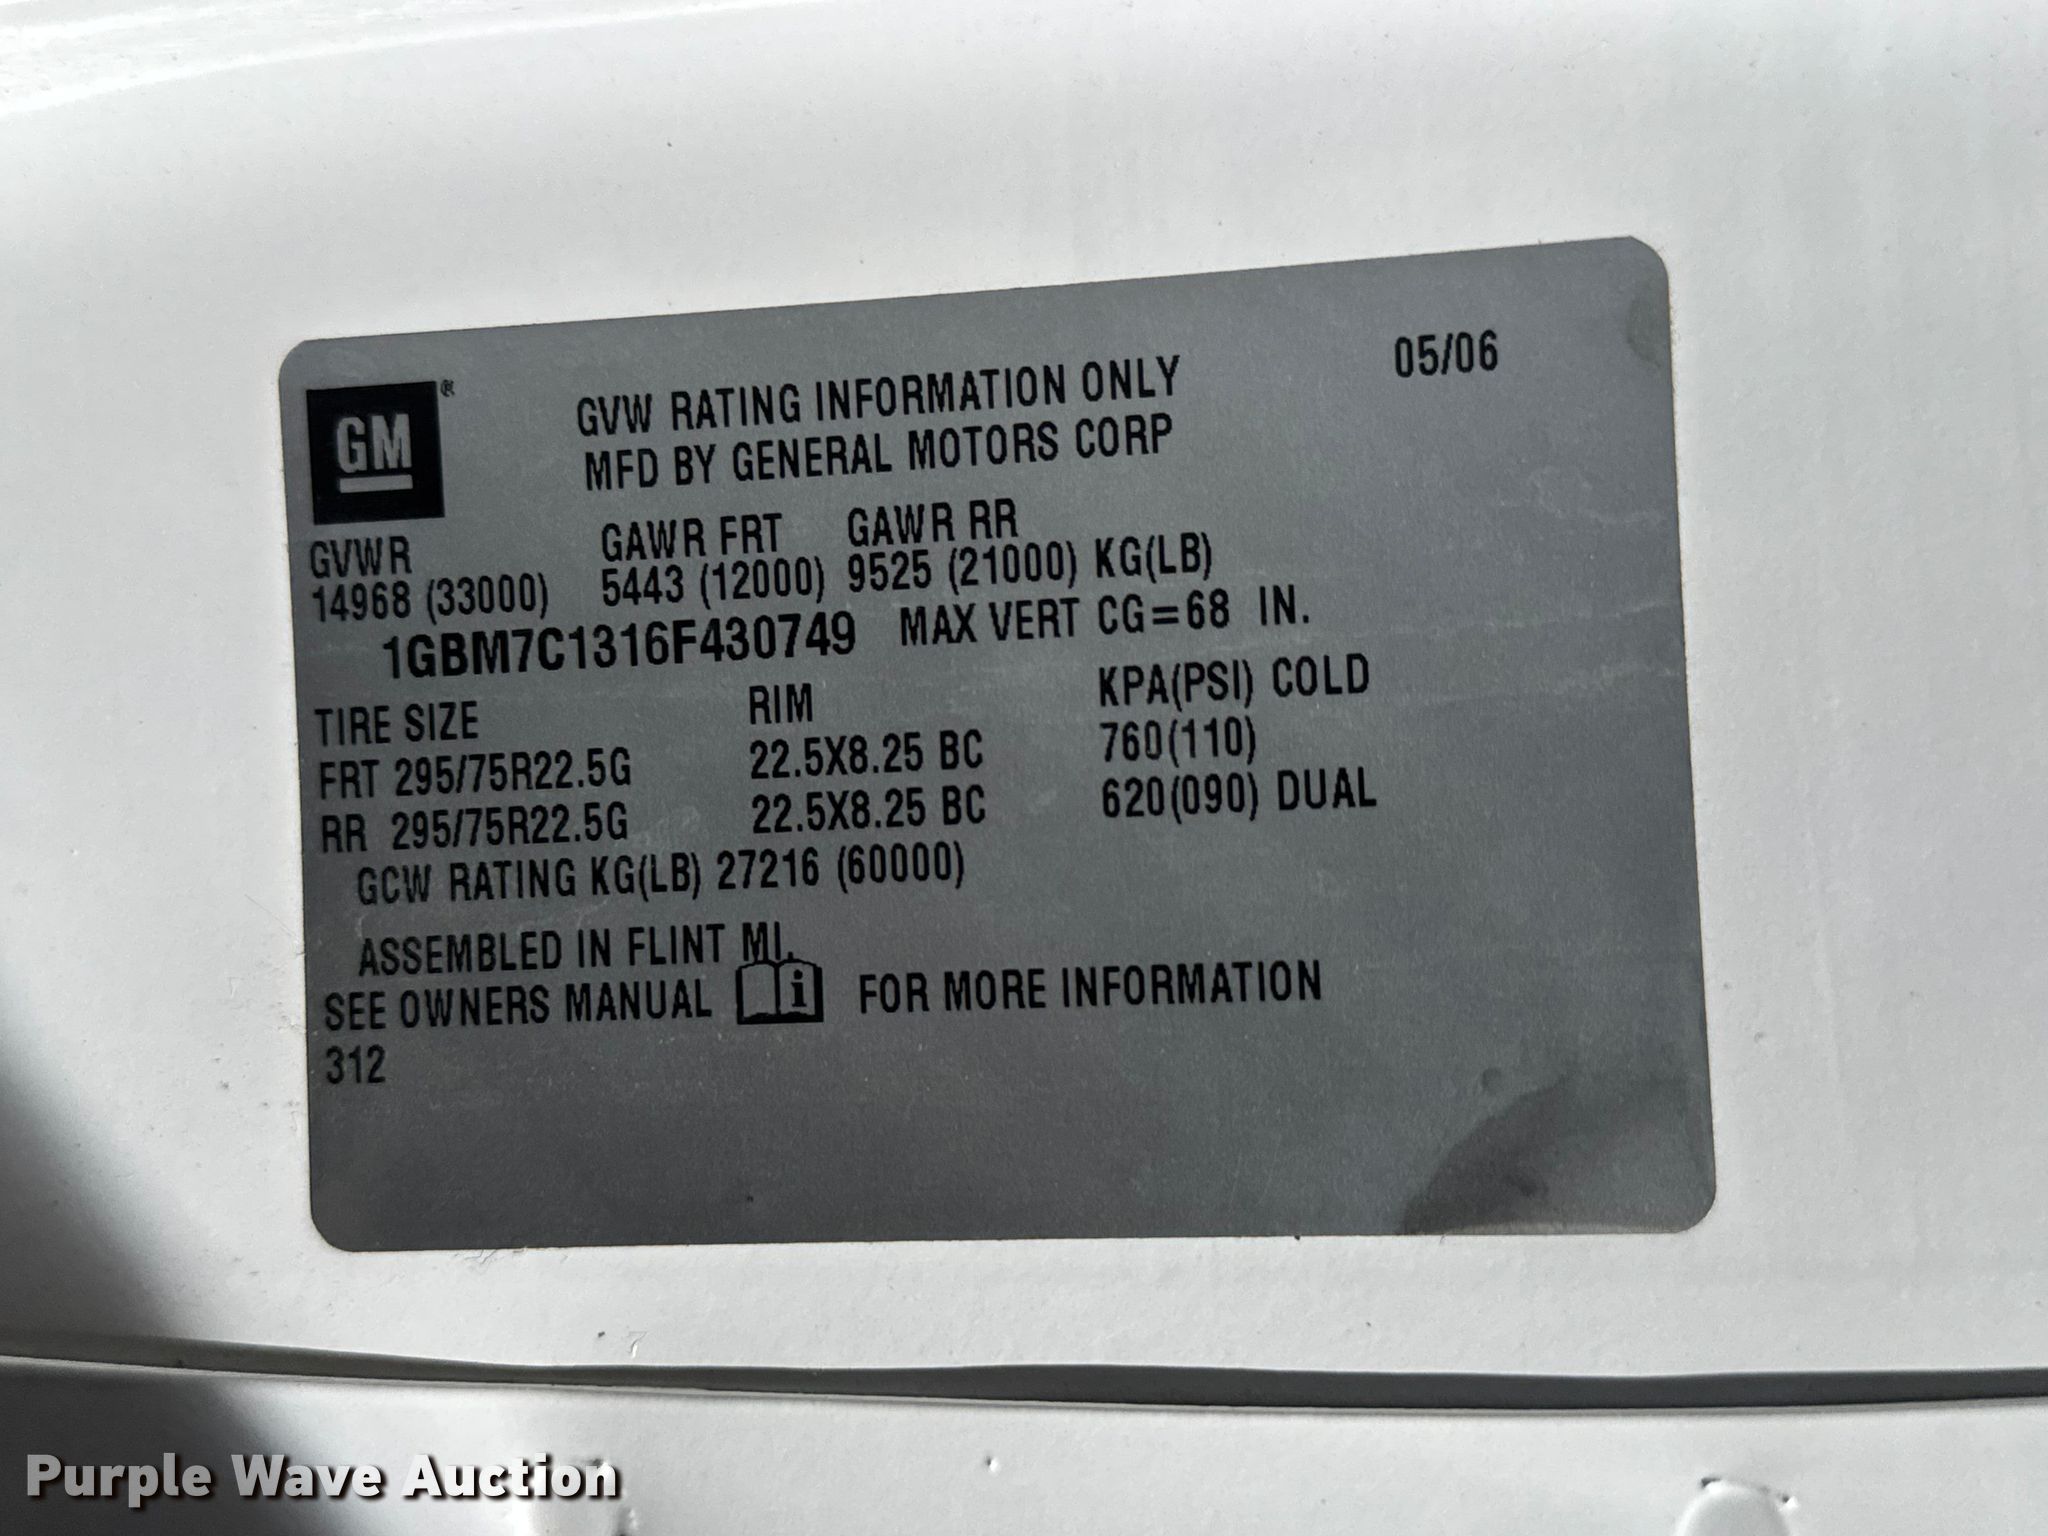 GM®
GVW RATING INFORMATION ONLY 05/06
MFD BY GENERAL MOTORS CORP
GVWR GAWR FRT GAWR RR
14968 (33000) 5443 (12000) 9525 (21000) KG(LB)
1GBM7C1316F430749 MAX VERT CG=68 IN.
TIRE SIZE RIM KPA(PSI) COLD
FRT 295/75R22.5G 22.5X8.25 BC 760(110)
RR 295/75R22.5G 22.5X8.25 BC 620(090) DUAL
GCW RATING KG(LB) 27216 (60000)
ASSEMBLED IN FLINT MI.
SEE OWNERS MANUAL i FOR MORE INFORMATION
312
Purple Wave Auction